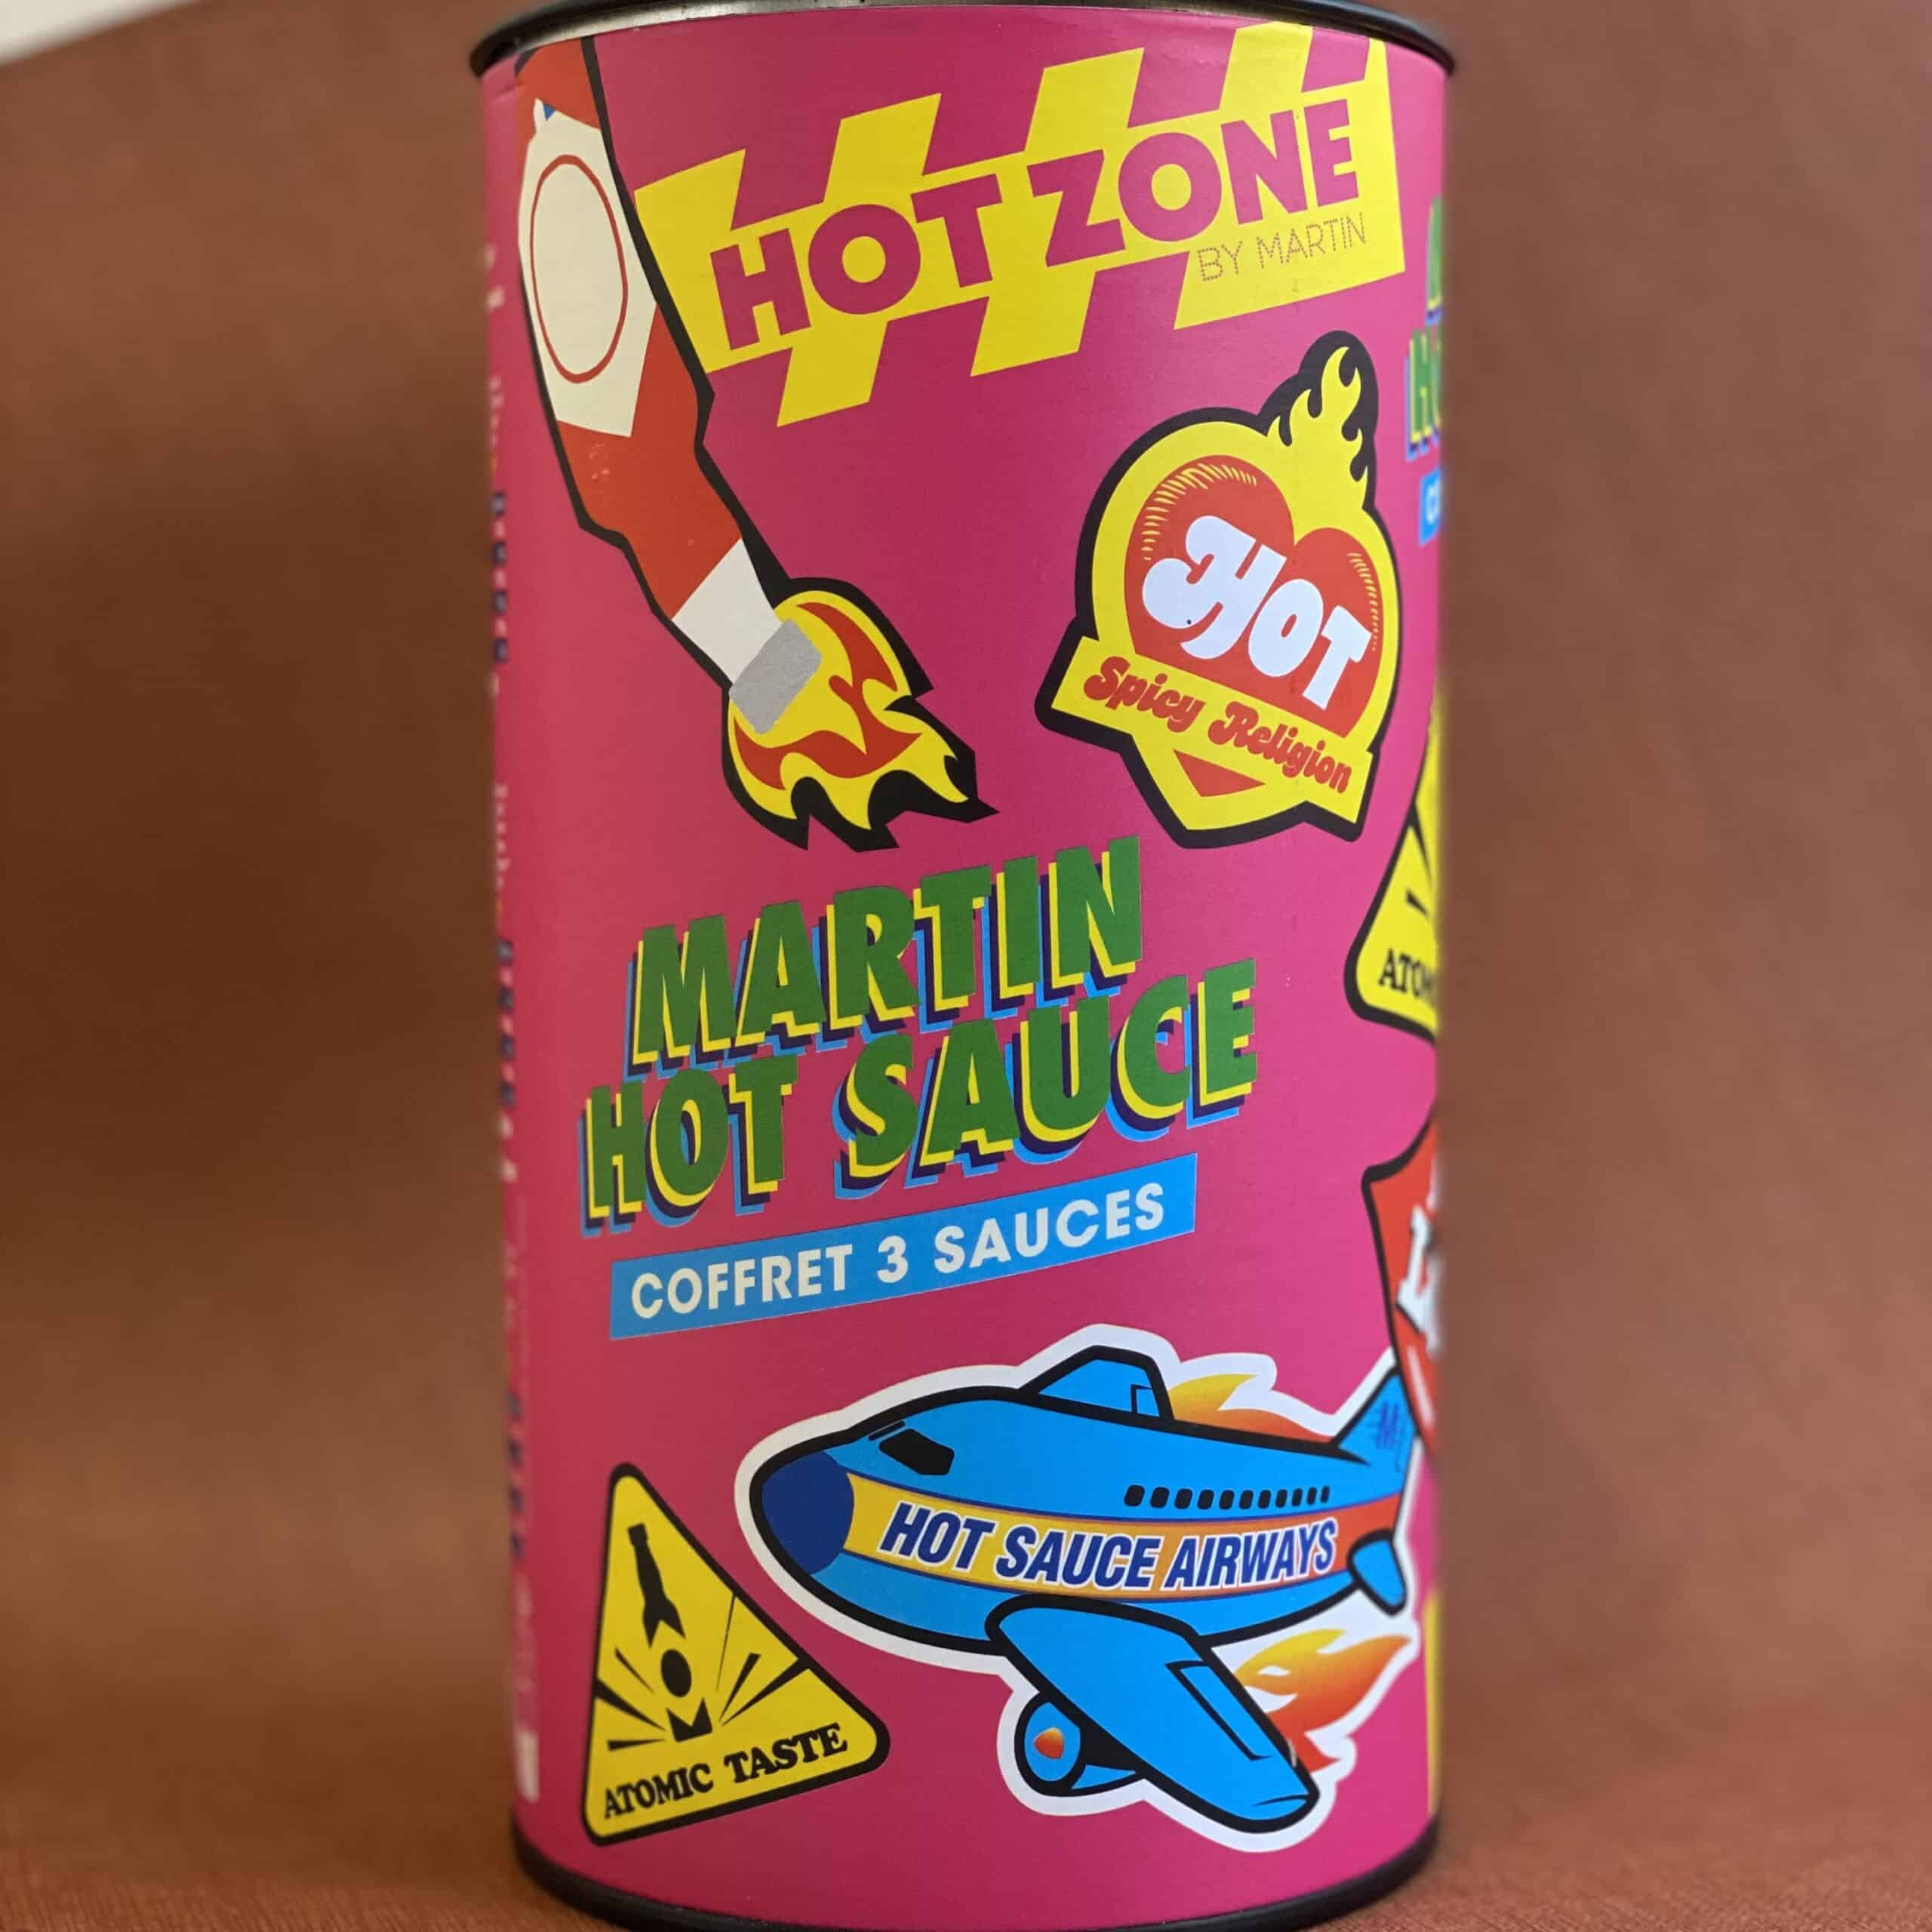 HOT ZONE
BY MARTIN
HOT
Spicy Religion
MARTIN
HOT SAUCE
COFFRET 3 SAUCES
HOT SAUCE AIRWAYS
ATOMIC TASTE